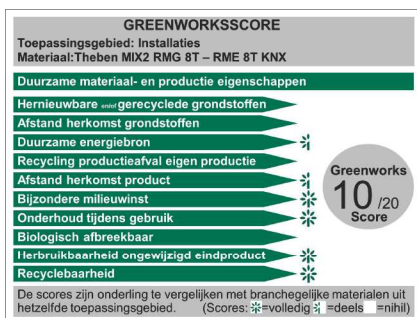 GREENWORKSSCORE
Toepassingsgebied: Installaties
Materiaal:Theben MIX2 RMG 8T – RME 8T KNX
Duurzame materiaal- en productie eigenschappen
Hernieuwbare en/of gerecyclede grondstoffen
Afstand herkomst grondstoffen
Duurzame energiebron
Recycling productieafval eigen productie
Afstand herkomst product
Bijzondere milieuwinst
Onderhoud tijdens gebruik
Biologisch afbreekbaar
Herbruikbaarheid ongewijzigd eindproduct
Recyclebaarheid
Greenworks
10 /20
Score
De scores zijn onderling te vergelijken met branchegelijke materialen uit
hetzelfde toepassingsgebied. (Scores: =volledig =deels =nihil)